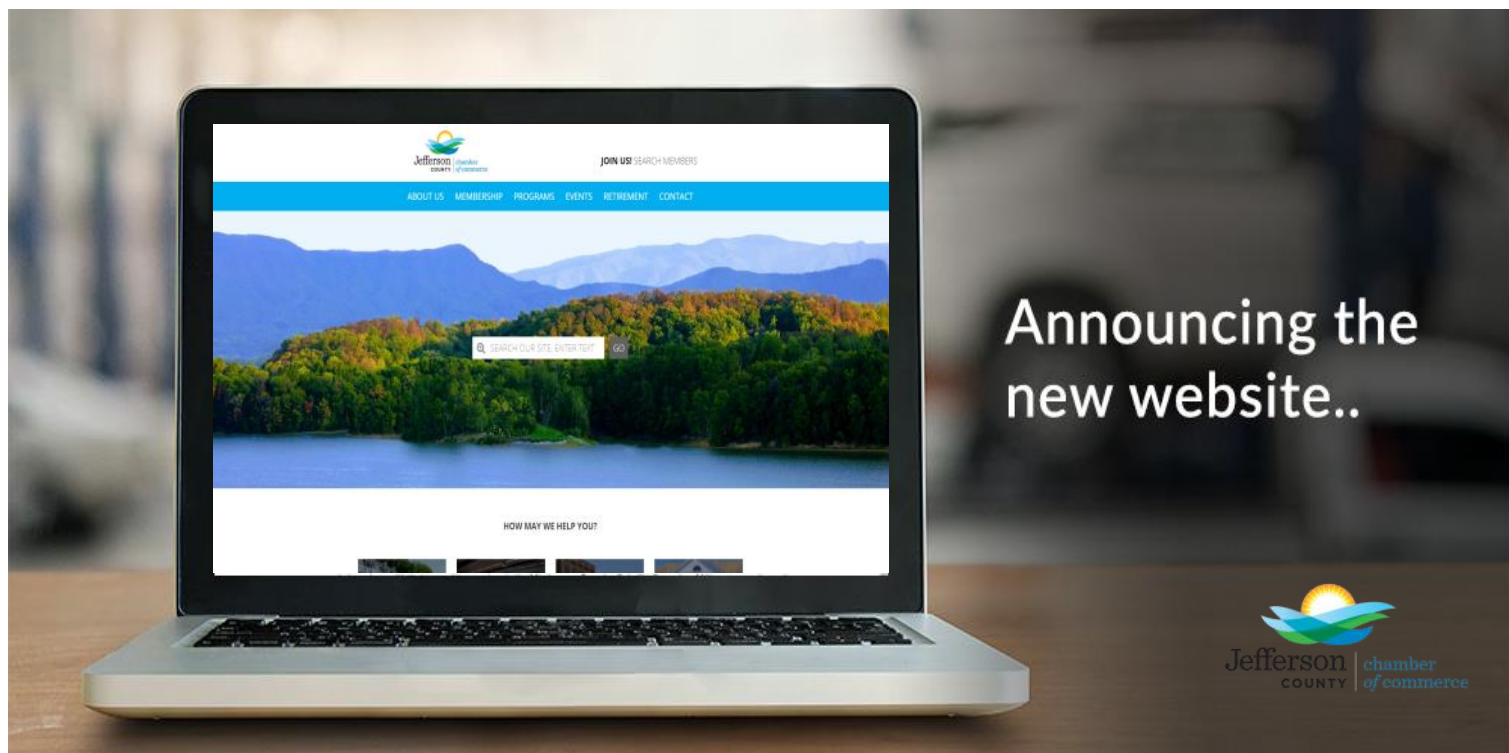 Jefferson
COUNTY
chamber
of commerce
JOIN US! SEARCH MEMBERS
ABOUT US MEMBERSHIP PROGRAMS EVENTS RETIREMENT CONTACT
SEARCH OUR SITE, ENTER TEXT GO
HOW MAY WE HELP YOU?
Announcing the
new website..
Jefferson
COUNTY
chamber
of commerce